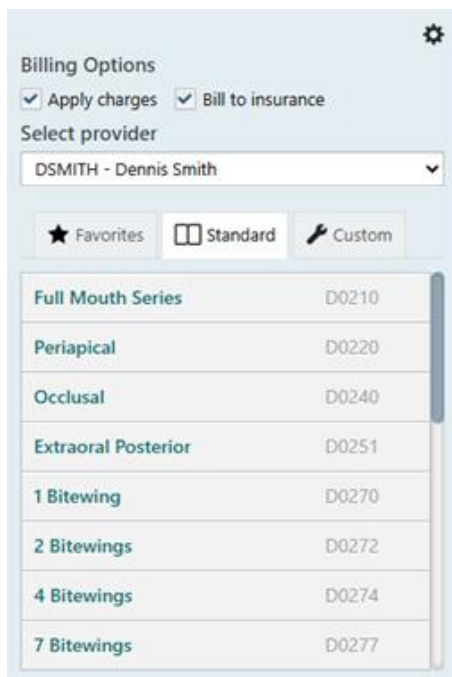 Billing Options
Apply charges Bill to insurance
Select provider
DSMITH - Dennis Smith
Favorites Standard Custom
Full Mouth Series D0210
Periapical D0220
Occlusal D0240
Extraoral Posterior D0251
1 Bitewing D0270
2 Bitewings D0272
4 Bitewings D0274
7 Bitewings D0277